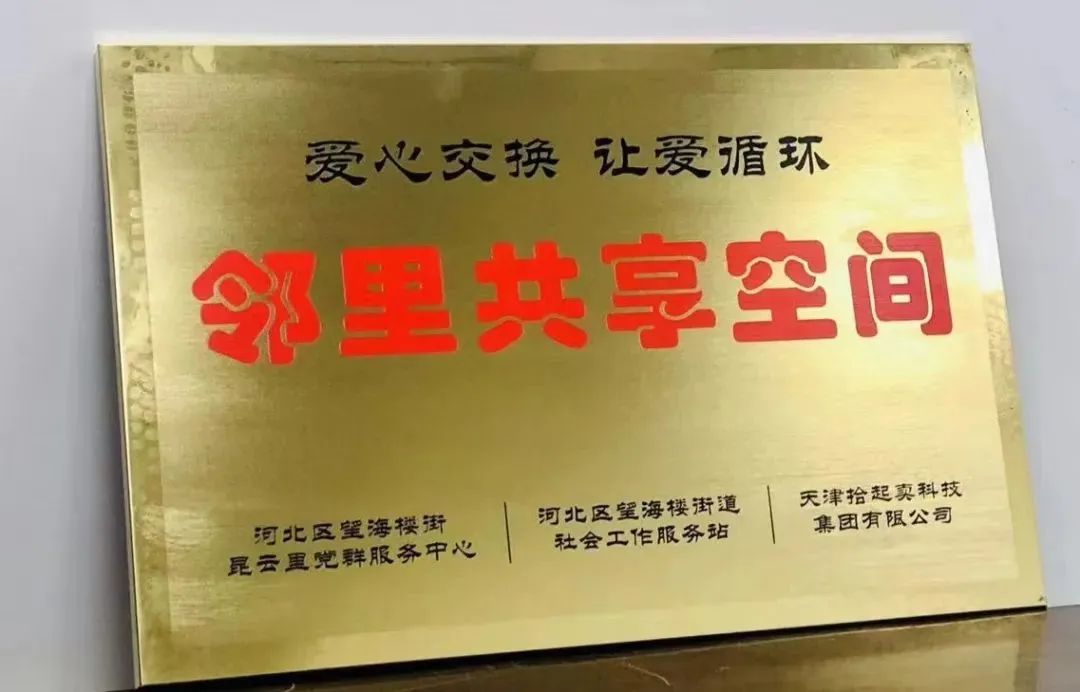 爱心交换 让爱循环
邻里共享空间
河北区望海楼街
昆云里党群服务中心
河北区望海楼街道
社会工作服务站
天津拾起卖科技
集团有限公司